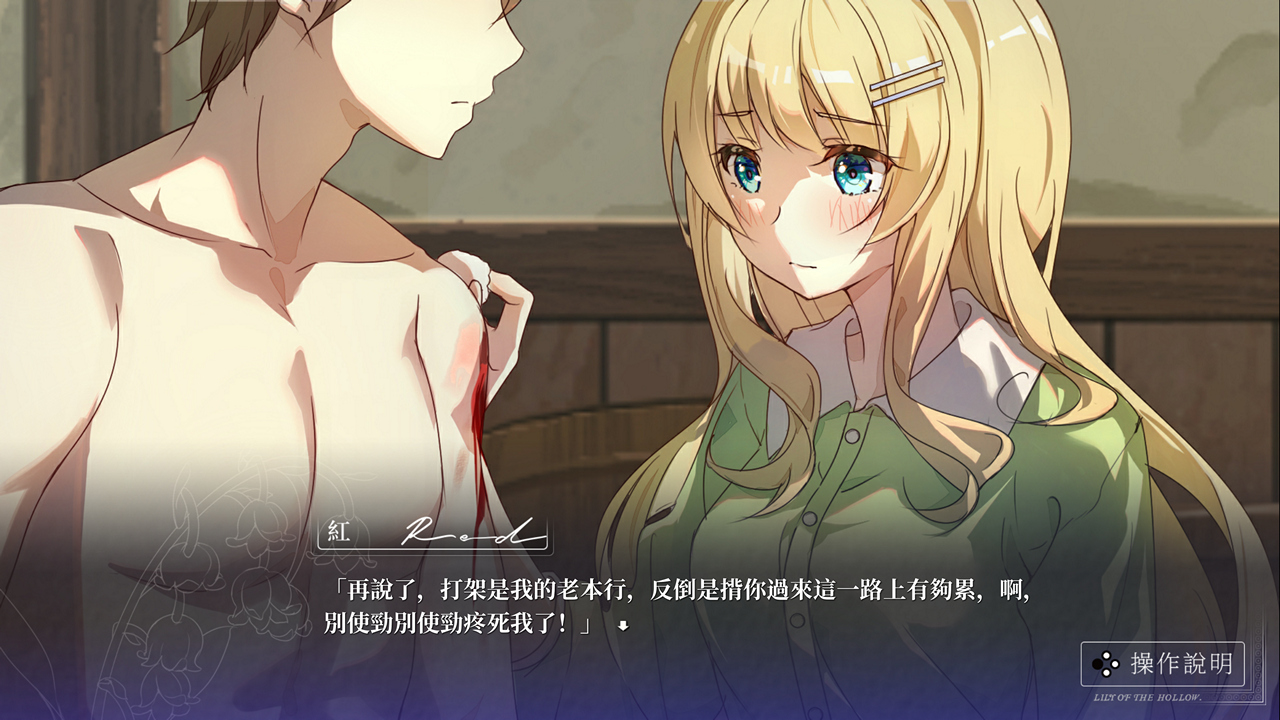 紅 Red
「再說了，打架是我的老本行，反倒是揹你過來這一路上有夠累，啊，
別使勁別使勁疼死我了！」
操作說明
LILY OF THE HOLLOW.